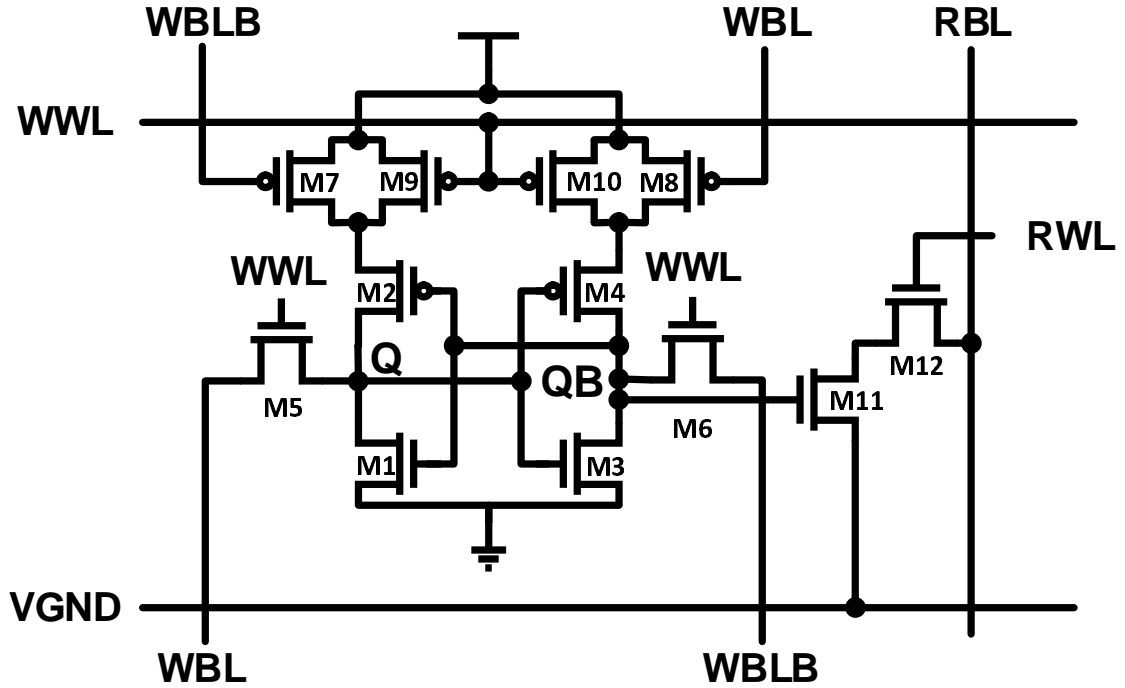 WBLB WBL RBL
WWL
M7 M9 M10 M8
RWL
WWL WWL
M2 M4
Q
M12
QB
M5 M11
M6
M1 M3
VGND
WBL WBLB